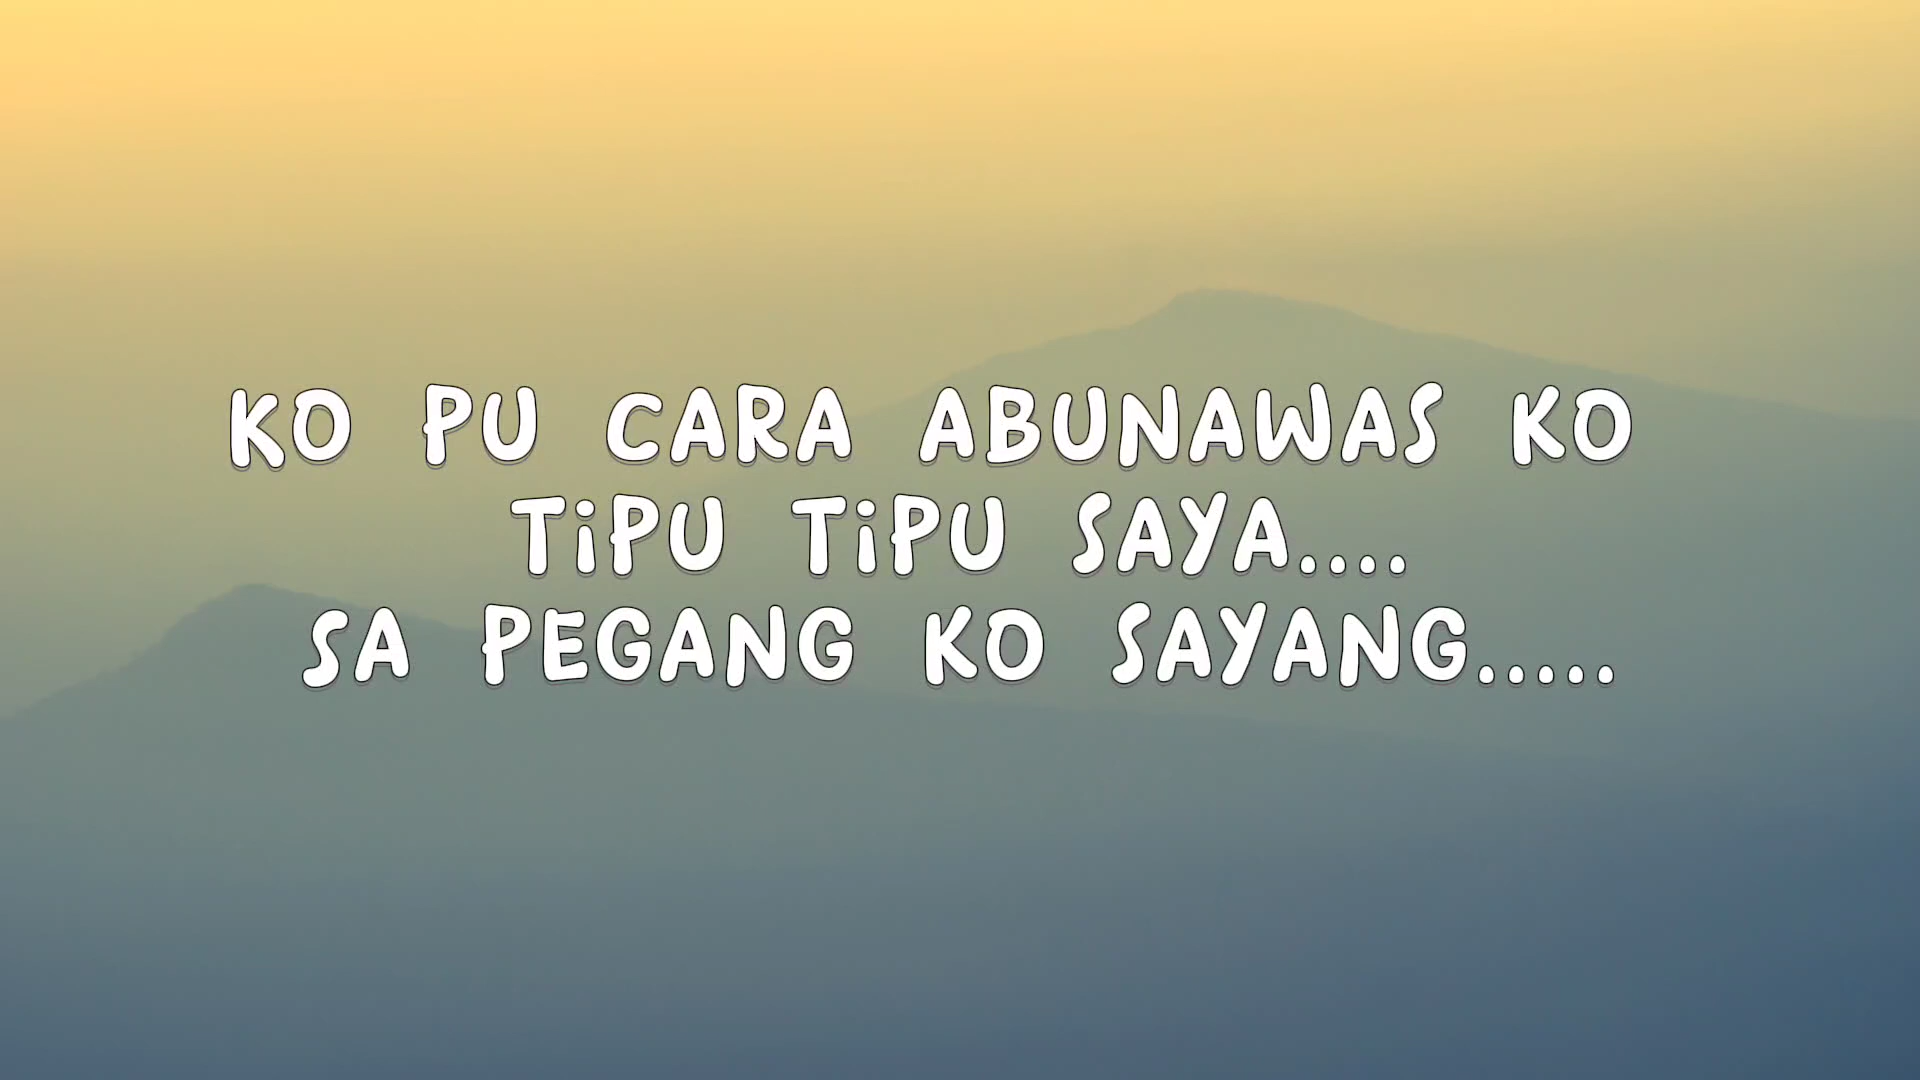 KO PU CARA ABUNAWAS KO
TiPU TiPU SAYA....
SA PEGANG KO SAYANG.....